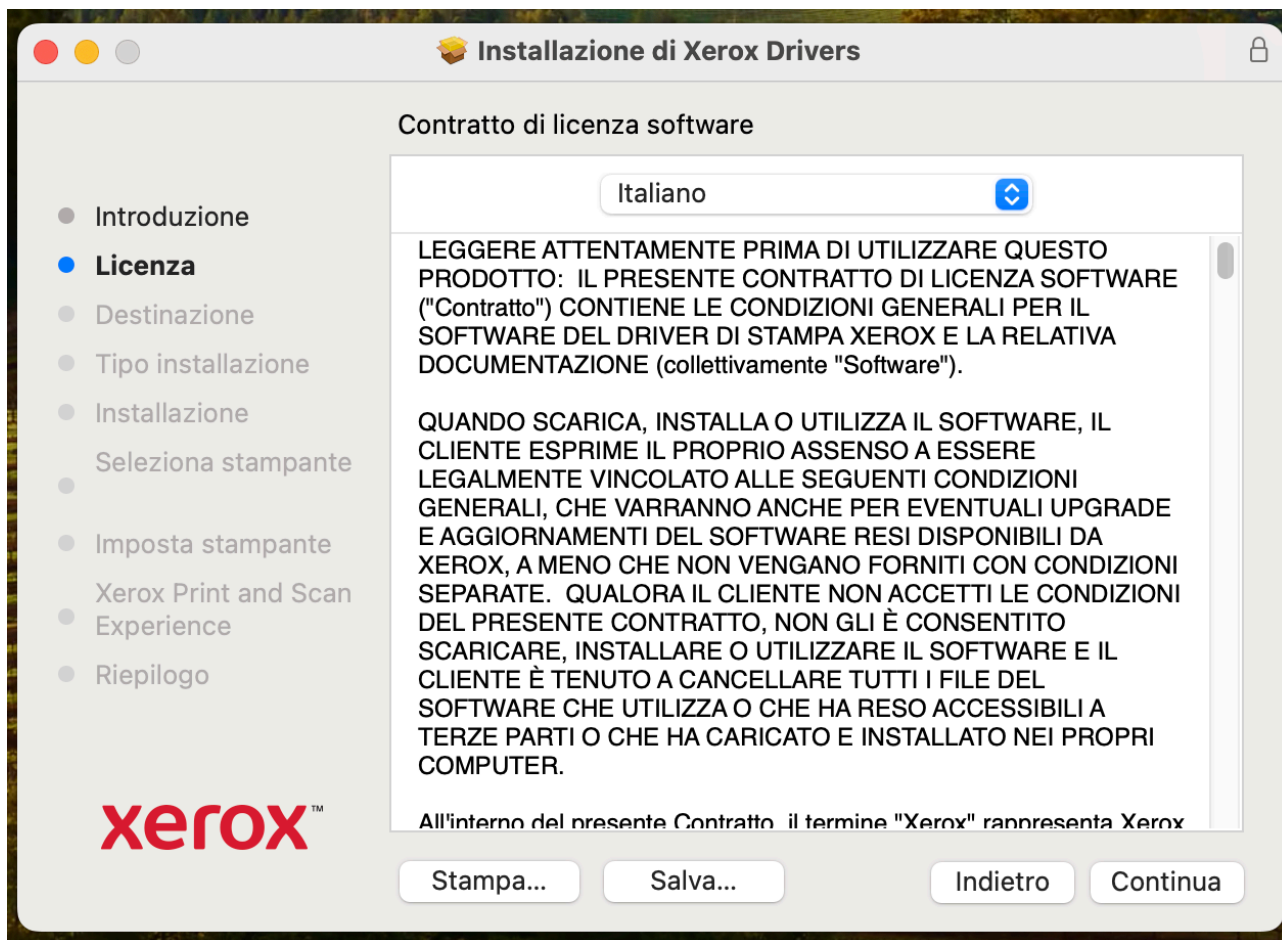 Installazione di Xerox Drivers
Contratto di licenza software
Introduzione
Licenza
Destinazione
Tipo installazione
Installazione
Seleziona stampante
Imposta stampante
Xerox Print and Scan
Experience
Riepilogo
xerox™
Italiano
LEGGERE ATTENTAMENTE PRIMA DI UTILIZZARE QUESTO
PRODOTTO:  IL PRESENTE CONTRATTO DI LICENZA SOFTWARE
("Contratto") CONTIENE LE CONDIZIONI GENERALI PER IL
SOFTWARE DEL DRIVER DI STAMPA XEROX E LA RELATIVA
DOCUMENTAZIONE (collettivamente "Software").
QUANDO SCARICA, INSTALLA O UTILIZZA IL SOFTWARE, IL
CLIENTE ESPRIME IL PROPRIO ASSENSO A ESSERE
LEGALMENTE VINCOLATO ALLE SEGUENTI CONDIZIONI
GENERALI, CHE VARRANNO ANCHE PER EVENTUALI UPGRADE
E AGGIORNAMENTI DEL SOFTWARE RESI DISPONIBILI DA
XEROX, A MENO CHE NON VENGANO FORNITI CON CONDIZIONI
SEPARATE.  QUALORA IL CLIENTE NON ACCETTI LE CONDIZIONI
DEL PRESENTE CONTRATTO, NON GLI È CONSENTITO
SCARICARE, INSTALLARE O UTILIZZARE IL SOFTWARE E IL
CLIENTE È TENUTO A CANCELLARE TUTTI I FILE DEL
SOFTWARE CHE UTILIZZA O CHE HA RESO ACCESSIBILI A
TERZE PARTI O CHE HA CARICATO E INSTALLATO NEI PROPRI
COMPUTER.
All'interno del presente Contratto, il termine "Xerox" rappresenta Xerox
Stampa...
Salva...
Indietro
Continua